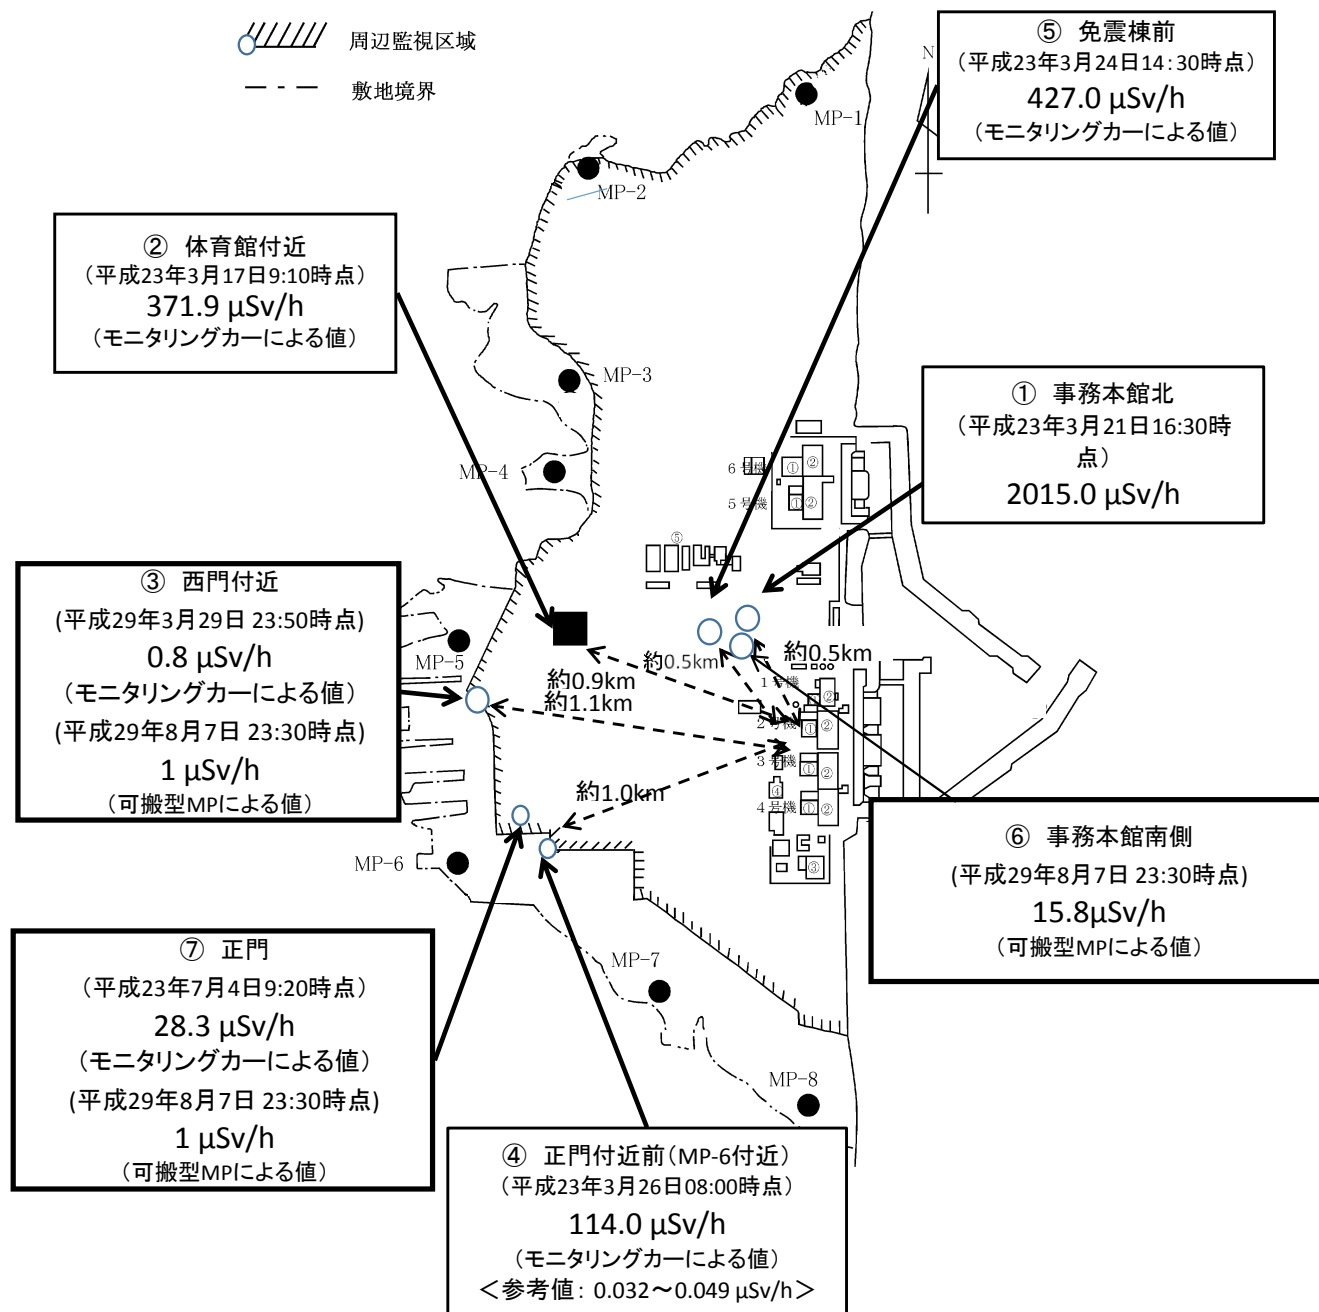 周辺監視区域
敷地境界
⑤ 免震棟前
(平成23年3月24日14:30時点)
427.0 μSv/h
(モニタリングカーによる値)
N
MP-1
MP-2
② 体育館付近
(平成23年3月17日9:10時点)
371.9 μSv/h
(モニタリングカーによる値)
MP-3
① 事務本館北
(平成23年3月21日16:30時
点)
2015.0 μSv/h
MP-4
6号機
① ②
5号機
① ②
⑤
③ 西門付近
(平成29年3月29日 23:50時点)
0.8 μSv/h
(モニタリングカーによる値)
(平成29年8月7日 23:30時点)
1 μSv/h
(可搬型MPによる値)
MP-5
約0.5km
約0.5km
約0.9km
約1.1km
1号機
②
2号機
① ②
3号機
① ②
約1.0km
④
4号機
① ②
③
⑥ 事務本館南側
(平成29年8月7日 23:30時点)
15.8μSv/h
(可搬型MPによる値)
MP-6
⑦ 正門
(平成23年7月4日9:20時点)
28.3 μSv/h
(モニタリングカーによる値)
(平成29年8月7日 23:30時点)
1 μSv/h
(可搬型MPによる値)
MP-7
MP-8
④ 正門付近前(MP-6付近)
(平成23年3月26日08:00時点)
114.0 μSv/h
(モニタリングカーによる値)
<参考値: 0.032～0.049 μSv/h>